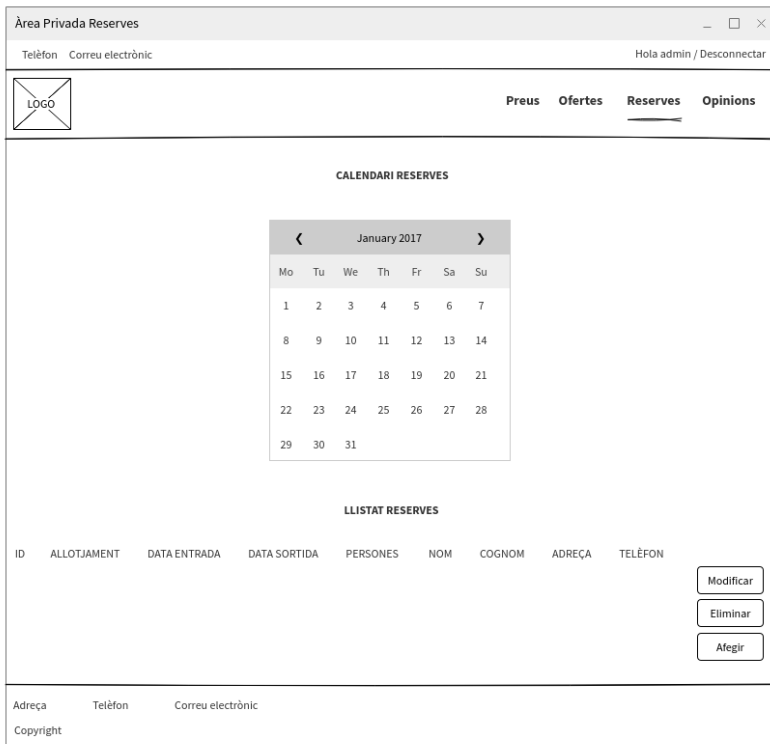 Àrea Privada Reserves
Telèfon Correu electrònic Hola admin / Desconnectar
LOGO Preus Ofertes Reserves Opinions
CALENDARI RESERVES
❮ January 2017 ❯
Mo Tu We Th Fr Sa Su
1 2 3 4 5 6 7
8 9 10 11 12 13 14
15 16 17 18 19 20 21
22 23 24 25 26 27 28
29 30 31
LLISTAT RESERVES
ID ALLOTJAMENT DATA ENTRADA DATA SORTIDA PERSONES NOM COGNOM ADREÇA TELÈFON
Modificar
Eliminar
Afegir
Adreça Telèfon Correu electrònic
Copyright